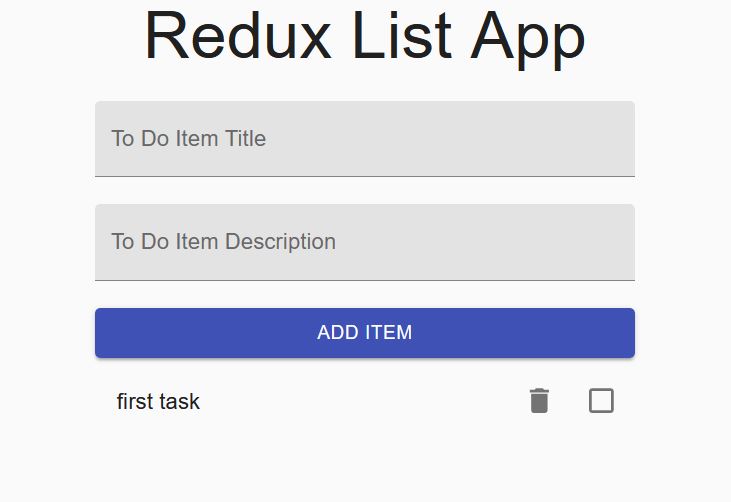 Redux List App
To Do Item Title
To Do Item Description
ADD ITEM
first task